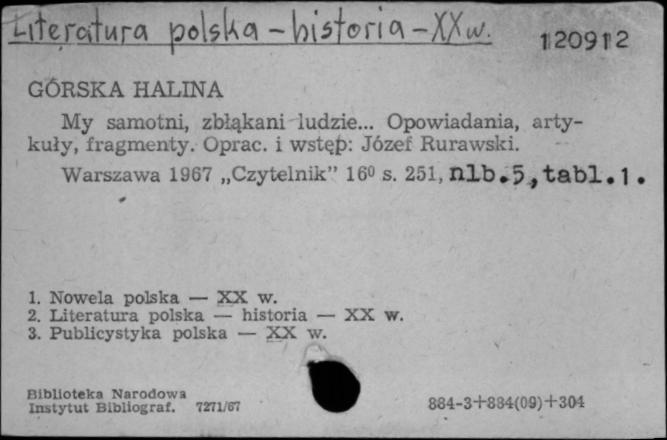 Literatura polska – historia – XX w.
120912
GÓRSKA HALINA
My samotni, zbłąkani ludzie... Opowiadania, arty-
kuły, fragmenty. Oprac. i wstęp: Józef Rurawski.
Warszawa 1967 „Czytelnik” 16⁰ s. 251, nlb.5, tabl.1.
1. Nowela polska — XX w.
2. Literatura polska — historia — XX w.
3. Publicystyka polska — XX w.
Biblioteka Narodowa
Instytut Bibliograf. 7271/67
884-3+884(09)+304